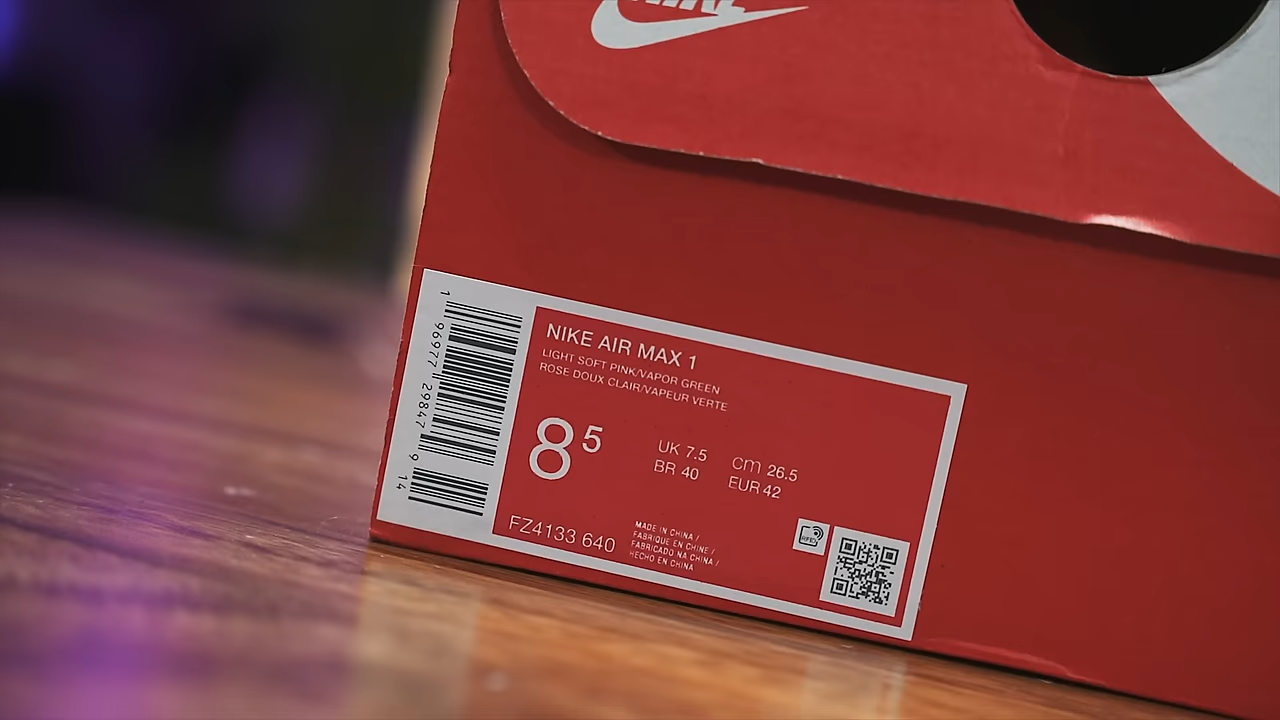 NIKE
1 96977 29847 9 14
NIKE AIR MAX 1
LIGHT SOFT PINK/VAPOR GREEN
ROSE DOUX CLAIR/VAPEUR VERTE
8 5
UK 7.5
BR 40
cm 26.5
EUR 42
FZ4133 640
MADE IN CHINA /
FABRIQUE EN CHINE /
FABRICADO NA CHINA /
HECHO EN CHINA
RFID